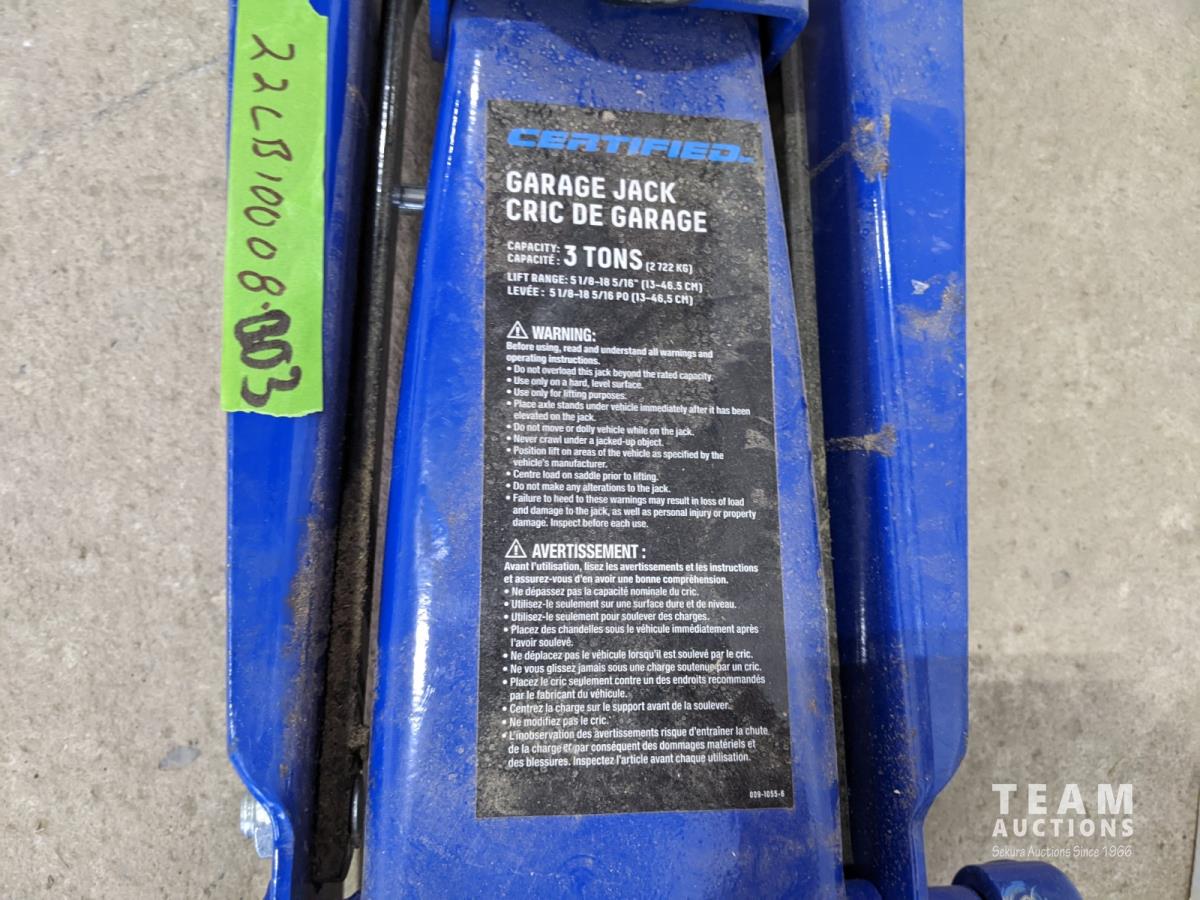 22CB10008-003
CERTIFIED
GARAGE JACK
CRIC DE GARAGE
CAPACITY:
CAPACITÉ : 3 TONS (2 722 KG)
LIFT RANGE: 5 1/8-18 5/16" (13-46.5 CM)
LEVÉE : 5 1/8-18 5/16 PO (13-46,5 CM)
WARNING:
Before using, read and understand all warnings and
operating instructions.
• Do not overload this jack beyond the rated capacity.
• Use only on a hard, level surface.
• Use only for lifting purposes.
• Place axle stands under vehicle immediately after it has been
elevated on the jack.
• Do not move or dolly vehicle while on the jack.
• Never crawl under a jacked-up object.
• Position lift on areas of the vehicle as specified by the
vehicle's manufacturer.
• Centre load on saddle prior to lifting.
• Do not make any alterations to the jack.
• Failure to heed to these warnings may result in loss of load
and damage to the jack, as well as personal injury or property
damage. Inspect before each use.
AVERTISSEMENT :
Avant l'utilisation, lisez les avertissements et les instructions
et assurez-vous d'en avoir une bonne compréhension.
• Ne dépassez pas la capacité nominale du cric.
• Utilisez-le seulement sur une surface dure et de niveau.
• Utilisez-le seulement pour soulever des charges.
• Placez des chandelles sous le véhicule immédiatement après
l'avoir soulevé.
• Ne déplacez pas le véhicule lorsqu'il est soulevé par le cric.
• Ne vous glissez jamais sous une charge soutenue par un cric.
• Placez le cric seulement contre un des endroits recommandés
par le fabricant du véhicule.
• Centrez la charge sur le support avant de la soulever.
• Ne modifiez pas le cric.
• L'inobservation des avertissements risque d'entraîner la chute
de la charge et par conséquent des dommages matériels et
des blessures. Inspectez l'article avant chaque utilisation.
009-1055-6
TEAM
AUCTIONS
Sekura Auctions Since 1966